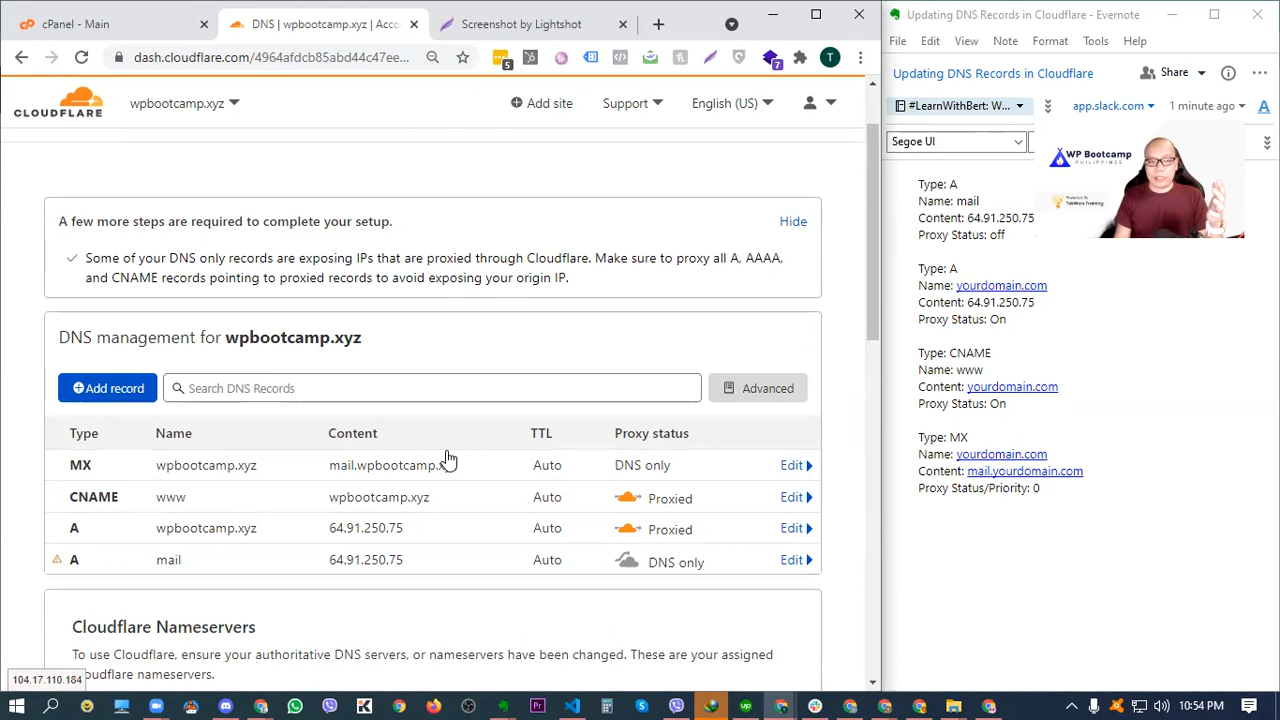 cPanel - Main
DNS | wpbootcamp.xyz | Acco
Screenshot by Lightshot
Updating DNS Records in Cloudflare - Evernote
dash.cloudflare.com/4964afdcb85abd44c47ee...
5
7
T
File Edit View Note Format Tools Help
Updating DNS Records in Cloudflare
Share
#LearnWithBert: W...
app.slack.com
1 minute ago
A
Segoe UI
CLOUDFLARE
wpbootcamp.xyz
Add site
Support
English (US)
WP Bootcamp
PHILIPPINES
Powered By
A few more steps are required to complete your setup.
Hide
Some of your DNS only records are exposing IPs that are proxied through Cloudflare. Make sure to proxy all A, AAAA,
and CNAME records pointing to proxied records to avoid exposing your origin IP.
DNS management for wpbootcamp.xyz
Add record
Search DNS Records
Advanced
Type Name Content TTL Proxy status
MX wpbootcamp.xyz mail.wpbootcamp.x Auto DNS only Edit
CNAME www wpbootcamp.xyz Auto Proxied Edit
A wpbootcamp.xyz 64.91.250.75 Auto Proxied Edit
A mail 64.91.250.75 Auto DNS only Edit
Cloudflare Nameservers
To use Cloudflare, ensure your authoritative DNS servers, or nameservers have been changed. These are your assigned
oudflare nameservers.
104.17.110.184
Type: A
Name: mail
Content: 64.91.250.75
Proxy Status: off
Type: A
Name: yourdomain.com
Content: 64.91.250.75
Proxy Status: On
Type: CNAME
Name: www
Content: yourdomain.com
Proxy Status: On
Type: MX
Name: yourdomain.com
Content: mail.yourdomain.com
Proxy Status/Priority: 0
10:54 PM